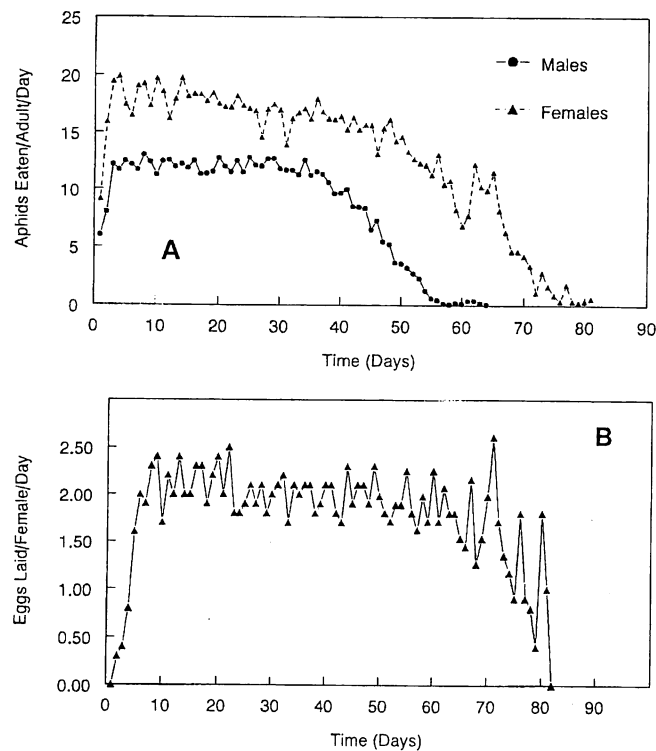 25
20
15
10
5
0
Aphids Eaten/Adult/Day
Males
Females
A
0 10 20 30 40 50 60 70 80 90
Time (Days)
B
2.50
2.00
1.50
1.00
0.50
0.00
Eggs Laid/Female/Day
0 10 20 30 40 50 60 70 80 90
Time (Days)